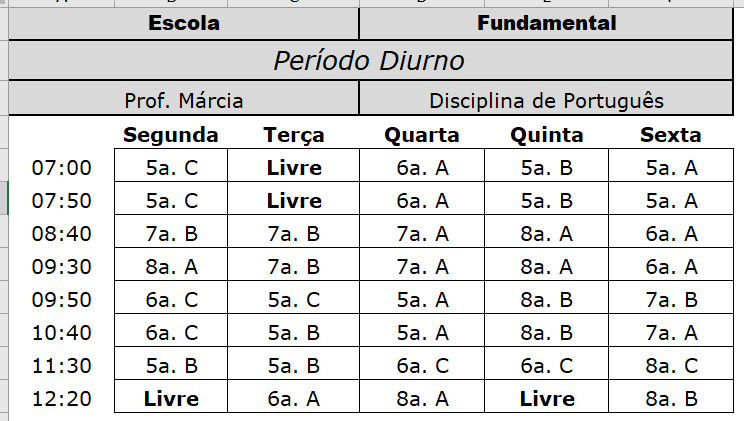 Escola Fundamental
Período Diurno
Prof. Márcia Disciplina de Português
Segunda Terça Quarta Quinta Sexta
07:00 5a. C Livre 6a. A 5a. B 5a. A
07:50 5a. C Livre 6a. A 5a. B 5a. A
08:40 7a. B 7a. B 7a. A 8a. A 6a. A
09:30 8a. A 7a. B 7a. A 8a. A 6a. A
09:50 6a. C 5a. C 5a. A 8a. B 7a. B
10:40 6a. C 5a. B 5a. A 8a. B 7a. A
11:30 5a. B 5a. B 6a. C 6a. C 8a. C
12:20 Livre 6a. A 8a. A Livre 8a. B